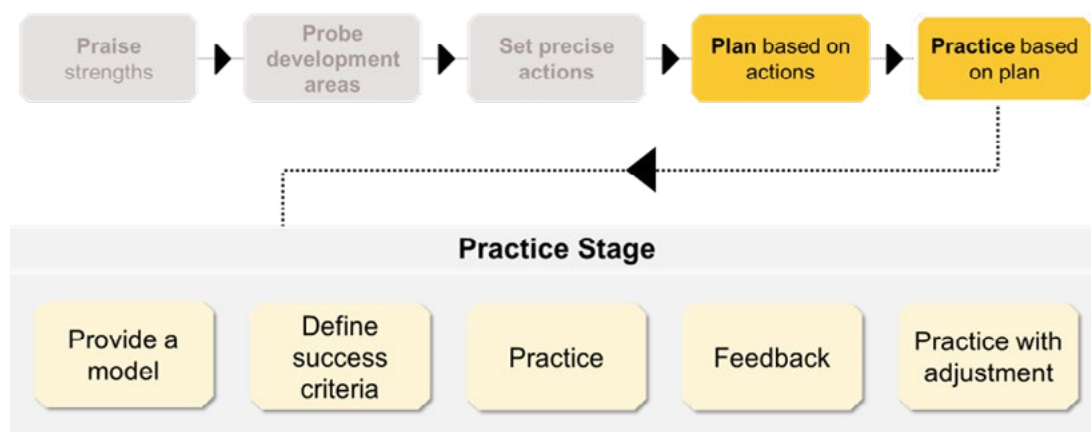 Praise
strengths
Probe
development
areas
Set precise
actions
Plan based on
actions
Practice based
on plan
Practice Stage
Provide a
model
Define
success
criteria
Practice
Feedback
Practice with
adjustment